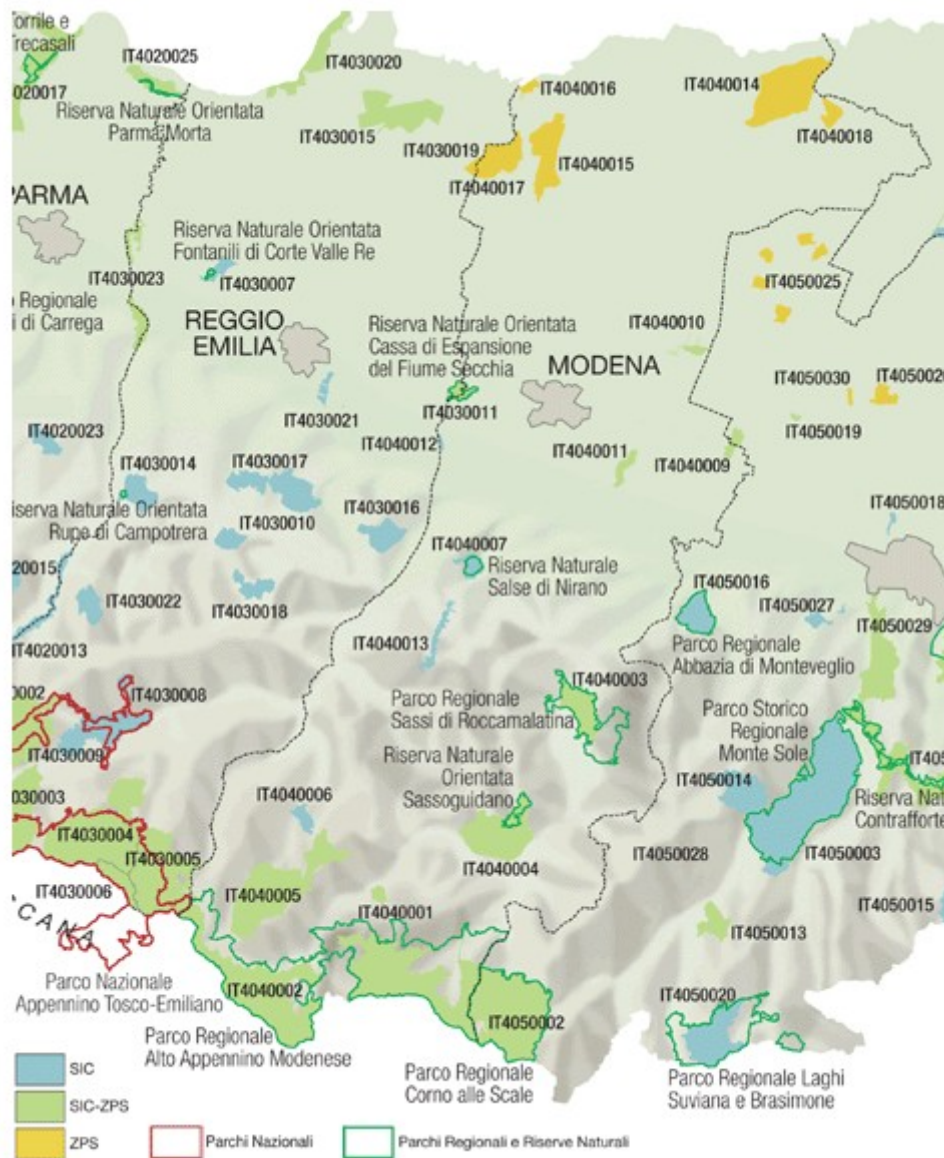 Torrile e
Trecasali
020017
IT4020025
Riserva Naturale Orientata
Parma Morta
IT4030020
IT4030015
IT4030019
IT4040016
IT4040017
IT4040015
IT4040014
IT4040018
PARMA
Riserva Naturale Orientata
Fontanili di Corte Valle Re
IT4030023
IT4030007
IT4050025
Regionale
i di Carrega
REGGIO
EMILIA
Riserva Naturale Orientata
Cassa di Espansione
del Fiume Secchia
IT4040010
MODENA
IT4030011
IT4050030
IT4030021
IT4050019
IT4020023
IT4040012
IT4040011
IT4040009
IT4030014
IT4030017
IT4030016
IT4050018
iserva Naturale Orientata
Rupe di Campotrera
IT4030010
IT4040007
Riserva Naturale
Salse di Nirano
20015
IT4050016
IT4050027
IT4030022
IT4030018
IT4050029
IT4040013
Parco Regionale
Abbazia di Monteveglio
IT4020013
0002
IT4030008
IT4040003
Parco Regionale
Sassi di Roccamalatina
Parco Storico
Regionale
Monte Sole
IT4030009
Riserva Naturale
Orientata
Sassoguidano
IT4050014
IT405
030003
IT4040006
Riserva Nat
Contrafforte
IT4030004
IT4030005
IT4040004
IT4050028
IT4050003
IT4030006
IT4040005
IT4040001
IT4050015
CANA
IT4050013
Parco Nazionale
Appennino Tosco-Emiliano
IT4040002
IT4050020
IT4050002
Parco Regionale
Alto Appennino Modenese
Parco Regionale
Corno alle Scale
Parco Regionale Laghi
Suviana e Brasimone
SIC
SIC-ZPS
ZPS
Parchi Nazionali
Parchi Regionali e Riserve Naturali